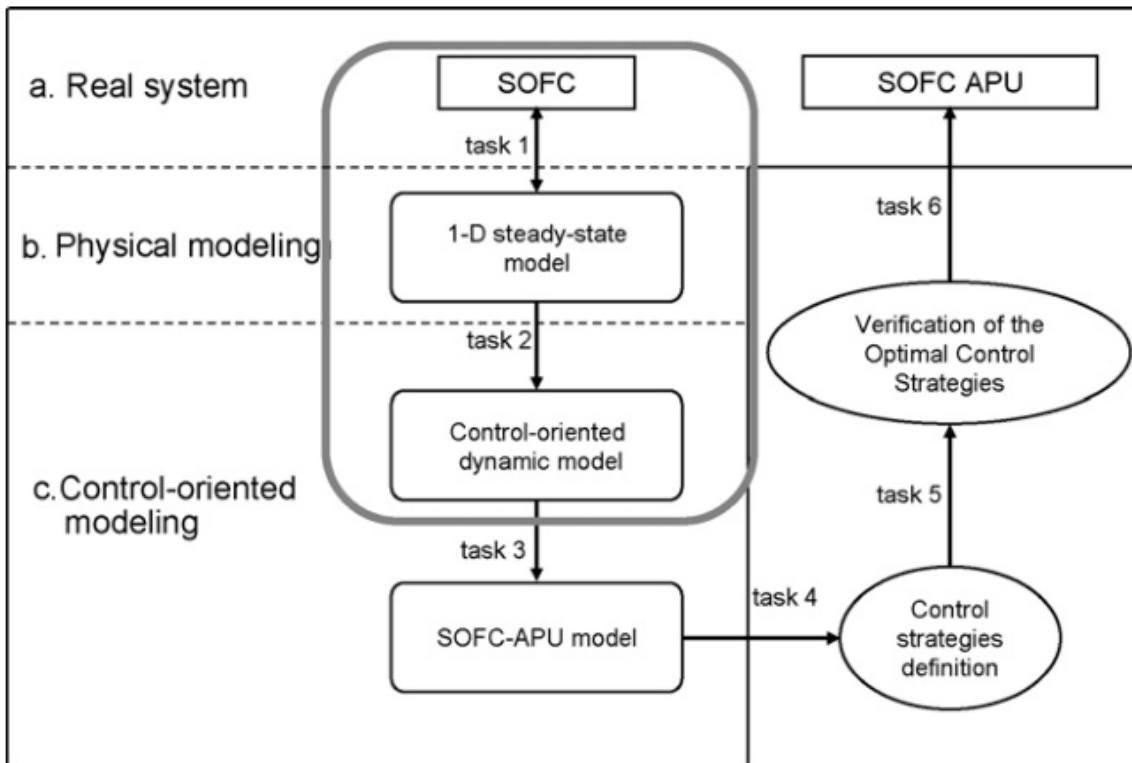 a. Real system
SOFC
SOFC APU
task 1
task 6
b. Physical modeling
1-D steady-state
model
task 2
Verification of the
Optimal Control
Strategies
Control-oriented
dynamic model
c. Control-oriented
modeling
task 5
task 3
task 4
SOFC-APU model
Control
strategies
definition